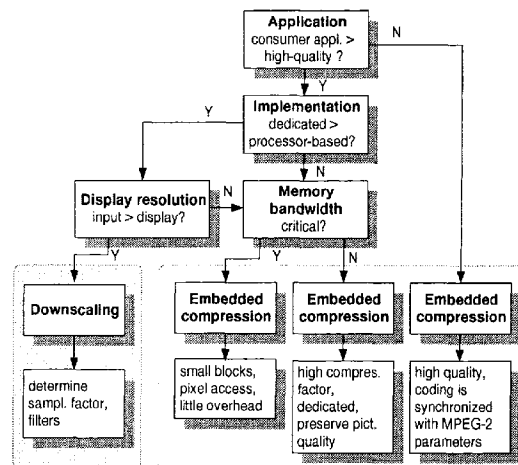 Application
consumer appl. >
high-quality ?
N
Y
Implementation
dedicated >
processor-based?
Y
N
Display resolution
input > display?
N
Memory
bandwidth
critical?
Y
Y
N
Downscaling
Embedded
compression
Embedded
compression
Embedded
compression
determine
sampl. factor,
filters
small blocks,
pixel access,
little overhead
high compres.
factor,
dedicated,
preserve pict.
quality
high quality,
coding is
synchronized
with MPEG-2
parameters